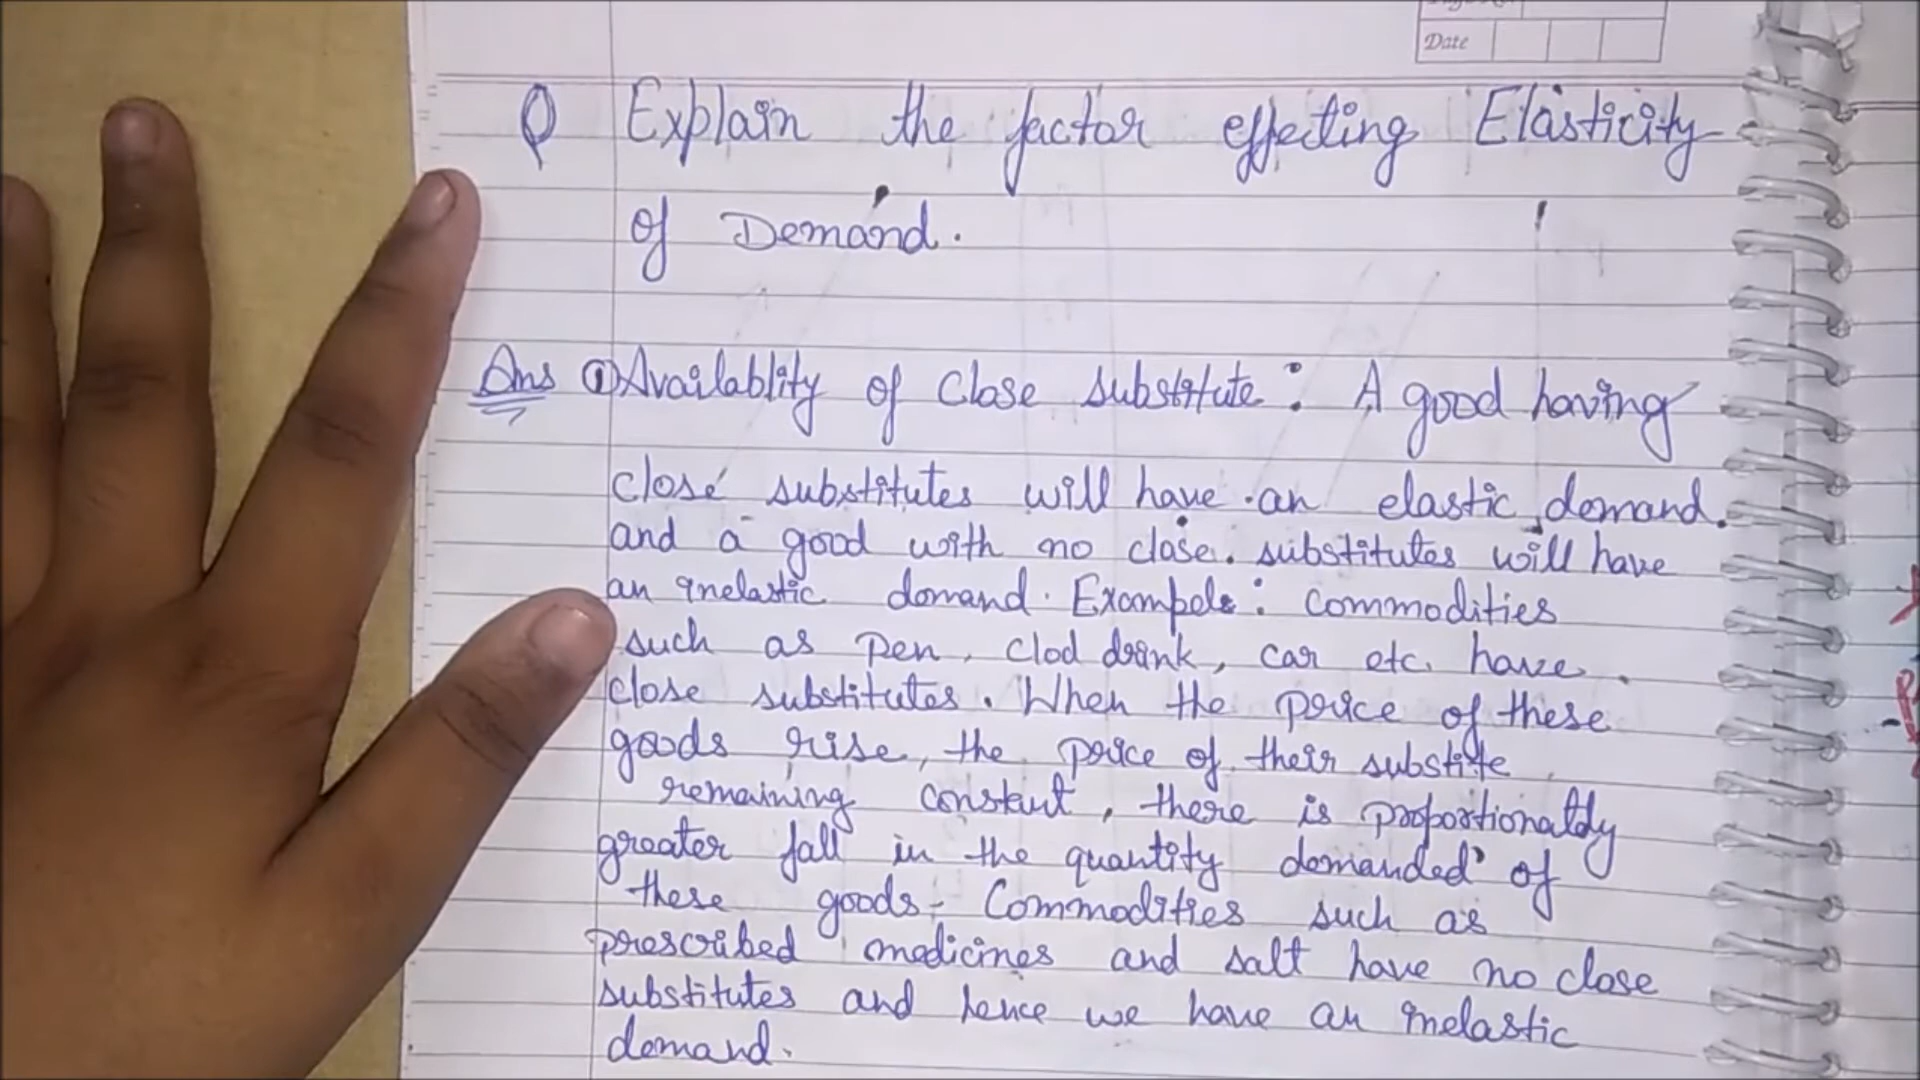 Date
Q Explain the factor effecting Elasticity
of Demand.
Ans ① Availablity of Close substitute: A good having
close substitutes will have an elastic demand.
and a good with no close substitutes will have
an inelastic demand. Exampele: Commodities
such as pen, clod drink, car etc. have
close substitutes. When the price of these
goods rise, the price of their substite
remaining constut, there is proportionaldy
greater fall in the quantity demanded of
these goods- Commodities such as
prescribed medicines and salt have no close
substitutes and hence we have an inelastic
demand.